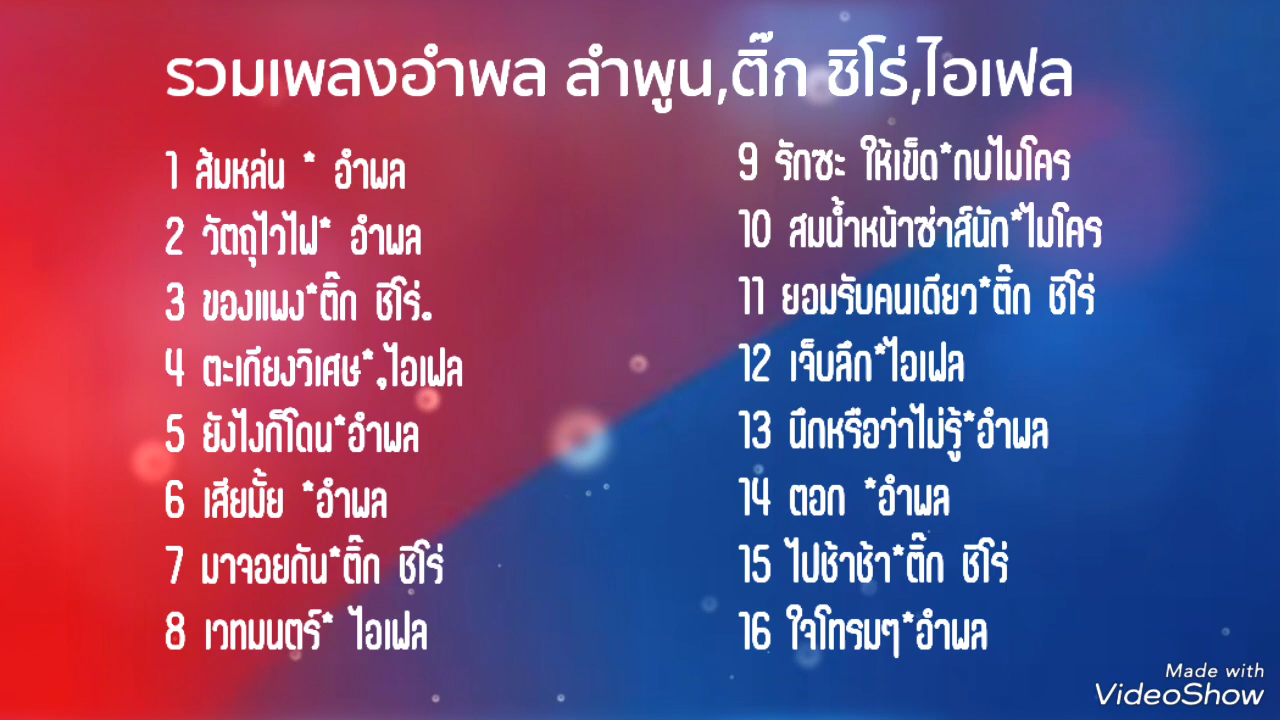 รวมเพลงอำพล ลำพูน,ติ๊ก ชิโร่,ไอเฟล
1 ส้มหล่น * อำพล
2 วัตถุไวไฟ* อำพล
3 ของแพง*ติ๊ก ชิโร่.
4 ตะเกียงวิเศษ*,ไอเฟล
5 ยังไงก็โดน*อำพล
6 เสียมั้ย *อำพล
7 มาจอยกัน*ติ๊ก ชิโร่
8 เวทมนตร์* ไอเฟล
9 รักซะ ให้เข็ด*กบไมโคร
10 สมน้ำหน้าซ่าส์นัก*ไมโคร
11 ยอมรับคนเดียว*ติ๊ก ชิโร่
12 เจ็บลึก*ไอเฟล
13 นึกหรือว่าไม่รู้*อำพล
14 ตอก *อำพล
15 ไปช้าช้า*ติ๊ก ชิโร่
16 ใจโทรมๆ*อำพล
Made with
VideoShow